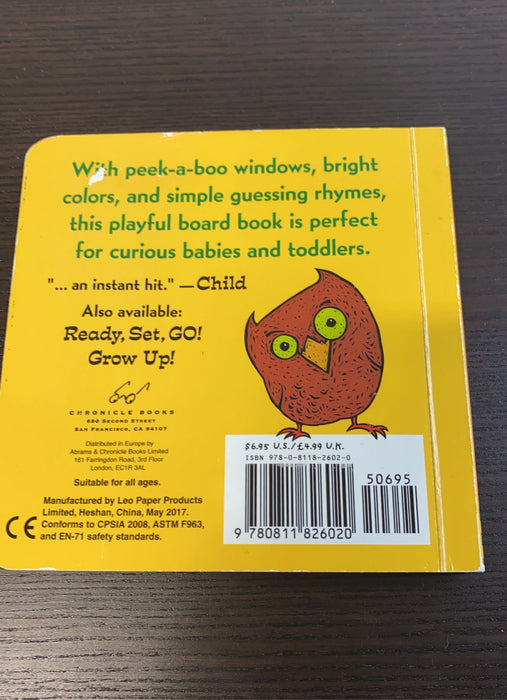 With peek-a-boo windows, bright
colors, and simple guessing rhymes,
this playful board book is perfect
for curious babies and toddlers.
"... an instant hit." —Child
Also available:
Ready, Set, GO!
Grow Up!
CHRONICLE BOOKS
680 SECOND STREET
SAN FRANCISCO, CA 94107
Distributed in Europe by
Abrams & Chronicle Books Limited
161 Farringdon Road, 3rd Floor
London, EC1R 3AL
Suitable for all ages.
Manufactured by Leo Paper Products
Limited, Heshan, China, May 2017.
Conforms to CPSIA 2008, ASTM F963,
and EN-71 safety standards.
CE
$6.95 U.S./£4.99 U.K.
ISBN 978-0-8118-2602-0
50695
9 780811 826020